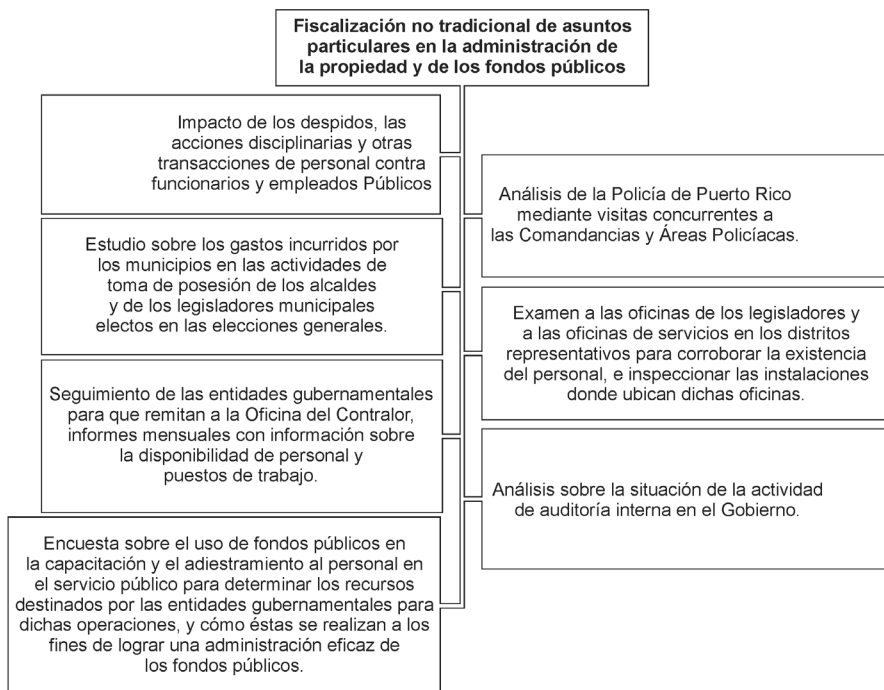 Fiscalización no tradicional de asuntos
particulares en la administración de
la propiedad y de los fondos públicos
Impacto de los despidos, las
acciones disciplinarias y otras
transacciones de personal contra
funcionarios y empleados Públicos
Análisis de la Policía de Puerto Rico
mediante visitas concurrentes a
las Comandancias y Áreas Policíacas.
Estudio sobre los gastos incurridos por
los municipios en las actividades de
toma de posesión de los alcaldes
y de los legisladores municipales
electos en las elecciones generales.
Examen a las oficinas de los legisladores y
a las oficinas de servicios en los distritos
representativos para corroborar la existencia
del personal, e inspeccionar las instalaciones
donde ubican dichas oficinas.
Seguimiento de las entidades gubernamentales
para que remitan a la Oficina del Contralor,
informes mensuales con información sobre
la disponibilidad de personal y
puestos de trabajo.
Análisis sobre la situación de la actividad
de auditoría interna en el Gobierno.
Encuesta sobre el uso de fondos públicos en
la capacitación y el adiestramiento al personal en
el servicio público para determinar los recursos
destinados por las entidades gubernamentales para
dichas operaciones, y cómo éstas se realizan a los
fines de lograr una administración eficaz de
los fondos públicos.